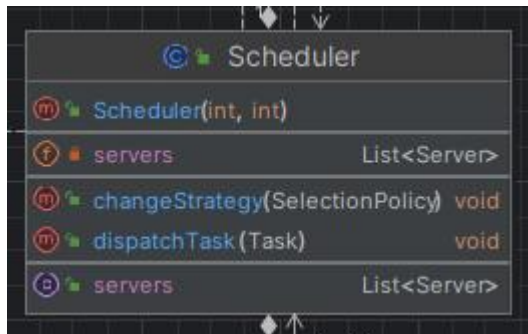 Scheduler
Scheduler(int, int)
servers List<Server>
changeStrategy(SelectionPolicy) void
dispatchTask(Task) void
servers List<Server>